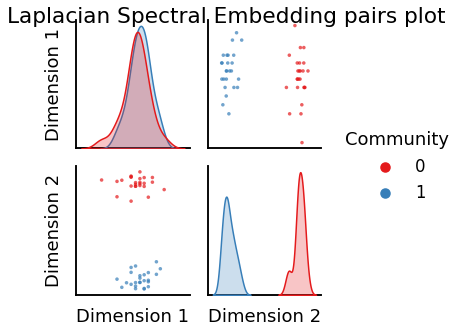 Laplacian Spectral Embedding pairs plot
Dimension 1
Community
0
1
Dimension 2
Dimension 1
Dimension 2